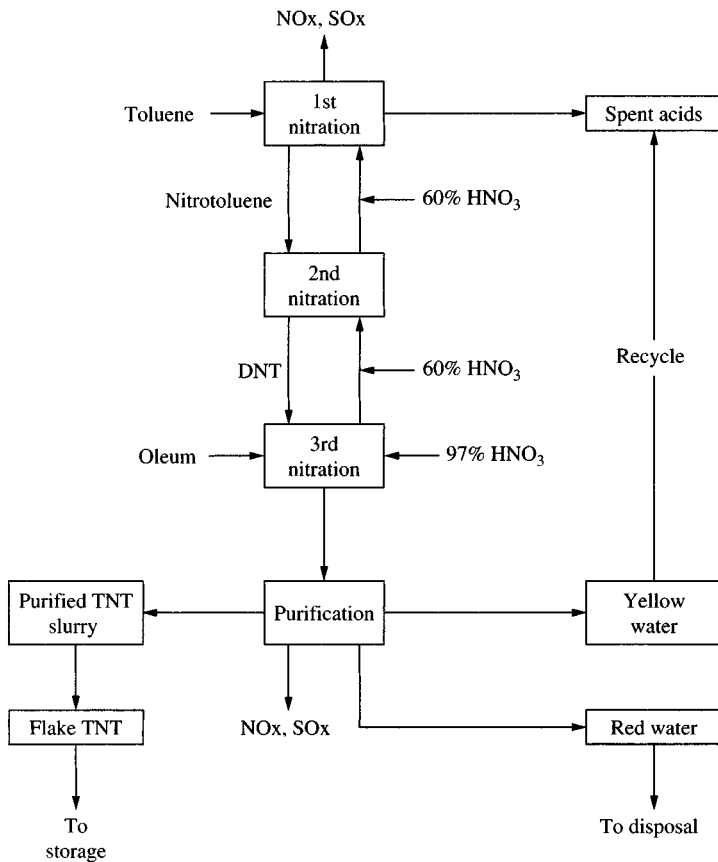 NOx, SOx
Toluene
1st
nitration
Spent acids
Nitrotoluene
60% HNO₃
2nd
nitration
Recycle
DNT
60% HNO₃
Oleum
3rd
nitration
97% HNO₃
Purified TNT
slurry
Purification
Yellow
water
Flake TNT
NOx, SOx
Red water
To
storage
To disposal